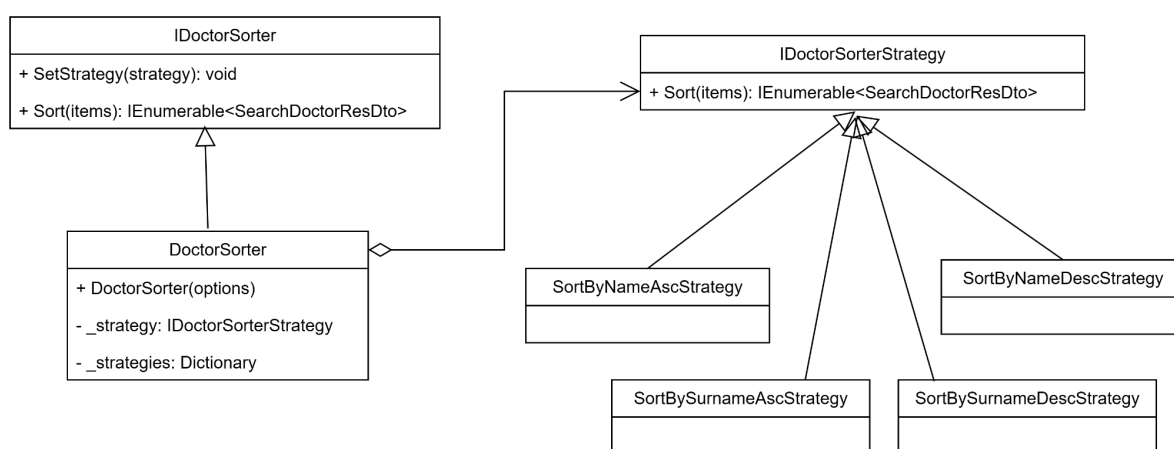 IDoctorSorter
+ SetStrategy(strategy): void
+ Sort(items): IEnumerable<SearchDoctorResDto>
IDoctorSorterStrategy
+ Sort(items): IEnumerable<SearchDoctorResDto>
DoctorSorter
+ DoctorSorter(options)
- _strategy: IDoctorSorterStrategy
- _strategies: Dictionary
SortByNameAscStrategy
SortByNameDescStrategy
SortBySurnameAscStrategy
SortBySurnameDescStrategy